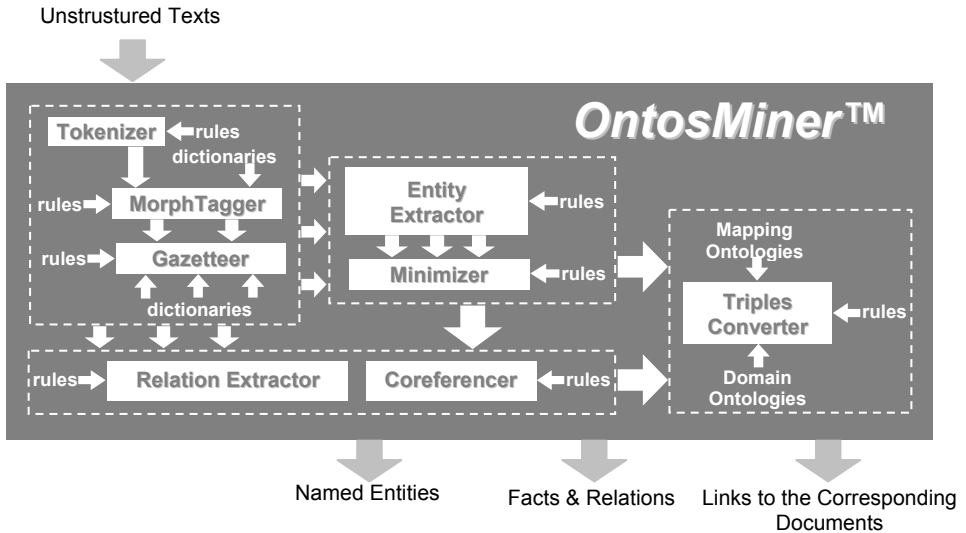 Unstrustured Texts
OntosMiner™
Tokenizer
rules
dictionaries
rules
MorphTagger
rules
Gazetteer
dictionaries
Entity
Extractor
rules
Minimizer
rules
Mapping
Ontologies
Triples
Converter
rules
Domain
Ontologies
rules
Relation Extractor
Coreferencer
rules
Named Entities
Facts & Relations
Links to the Corresponding
Documents